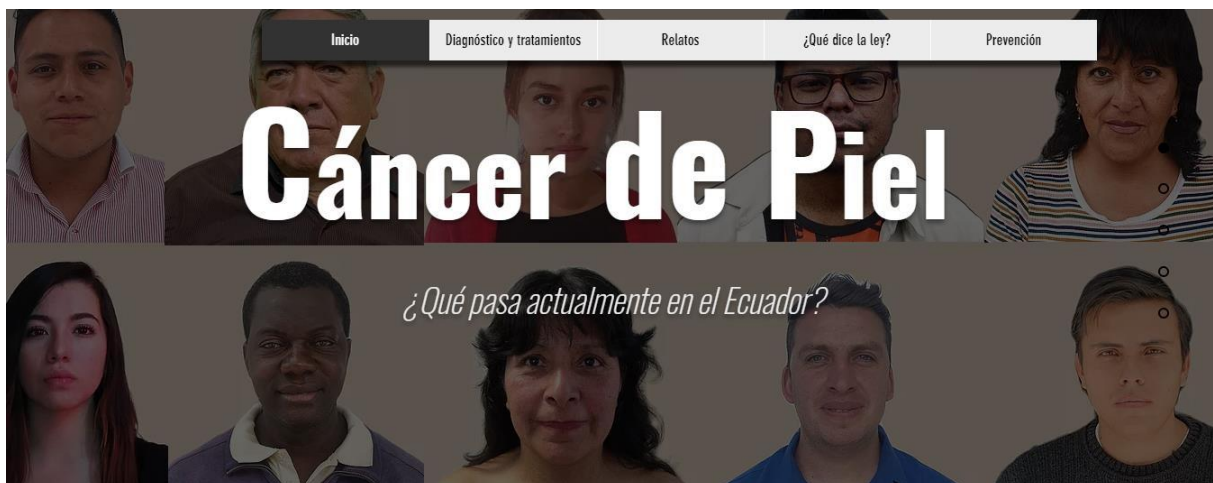 Inicio Diagnóstico y tratamientos Relatos ¿Qué dice la ley? Prevención
Cáncer de Piel
¿Qué pasa actualmente en el Ecuador?